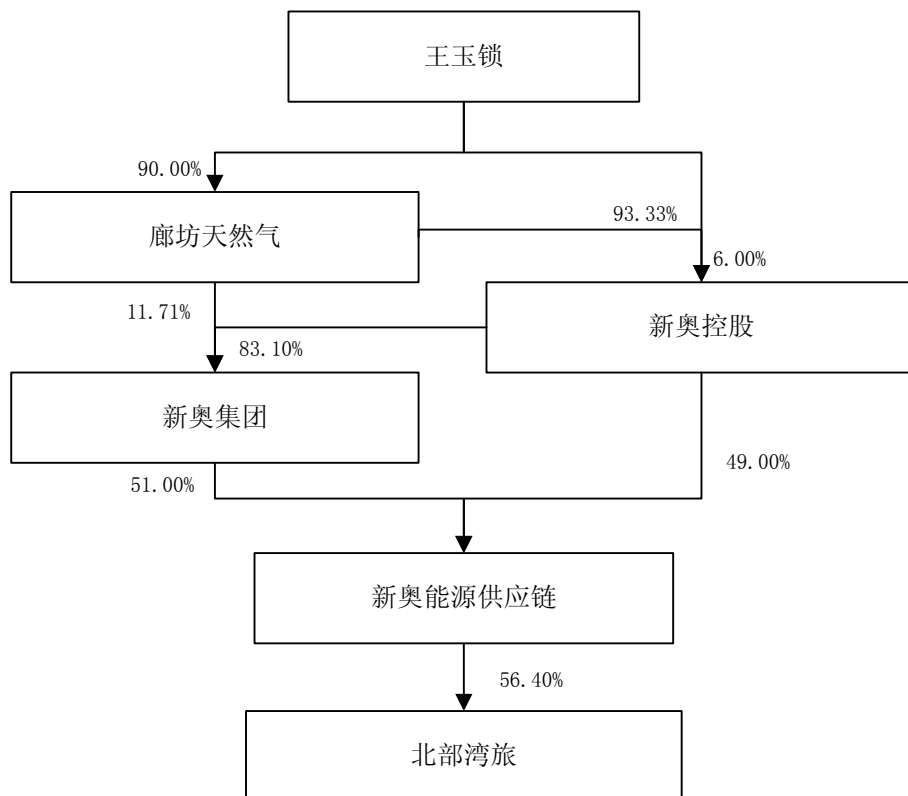 王玉锁
90.00%
廊坊天然气
93.33%
6.00%
11.71%
新奥控股
83.10%
新奥集团
49.00%
51.00%
新奥能源供应链
56.40%
北部湾旅